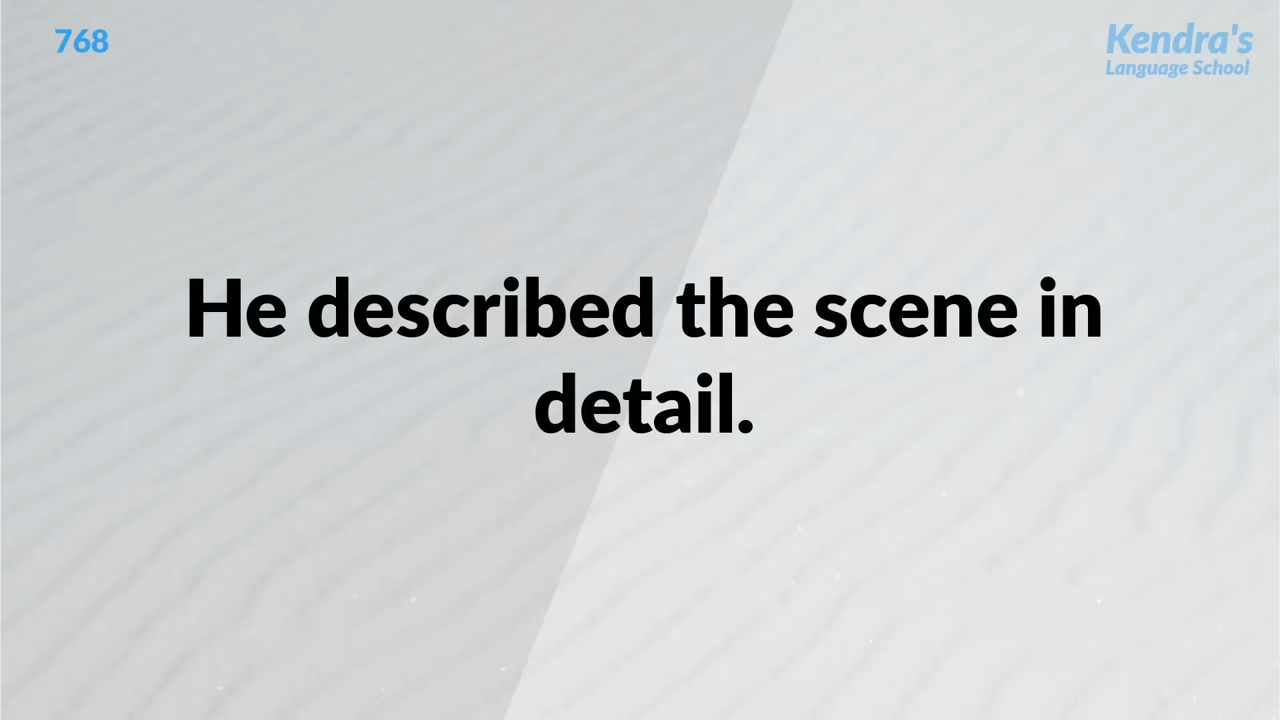 768
Kendra's
Language School
He described the scene in
detail.